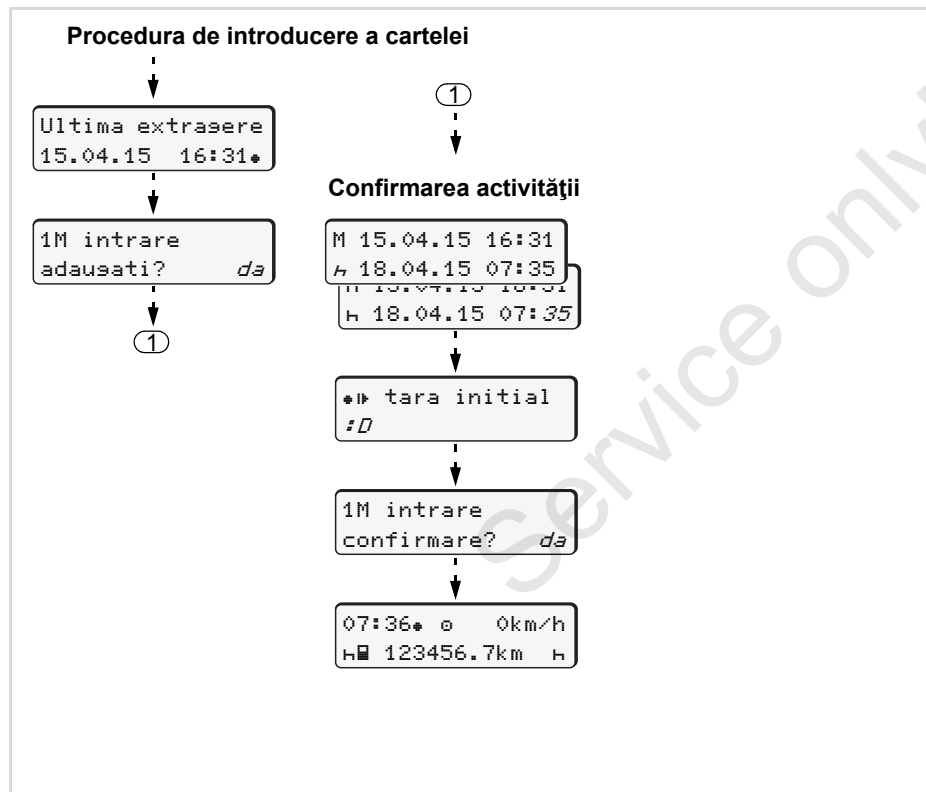 Procedura de introducere a cartelei
Ultima extragere
15.04.15 16:31
1M intrare
adaugati? da
1
1
Confirmarea activităţii
M 15.04.15 16:31
18.04.15 07:35
18.04.15 07:35
tara initial
:D
1M intrare
confirmare? da
07:36 0km/h
123456.7km
Service only